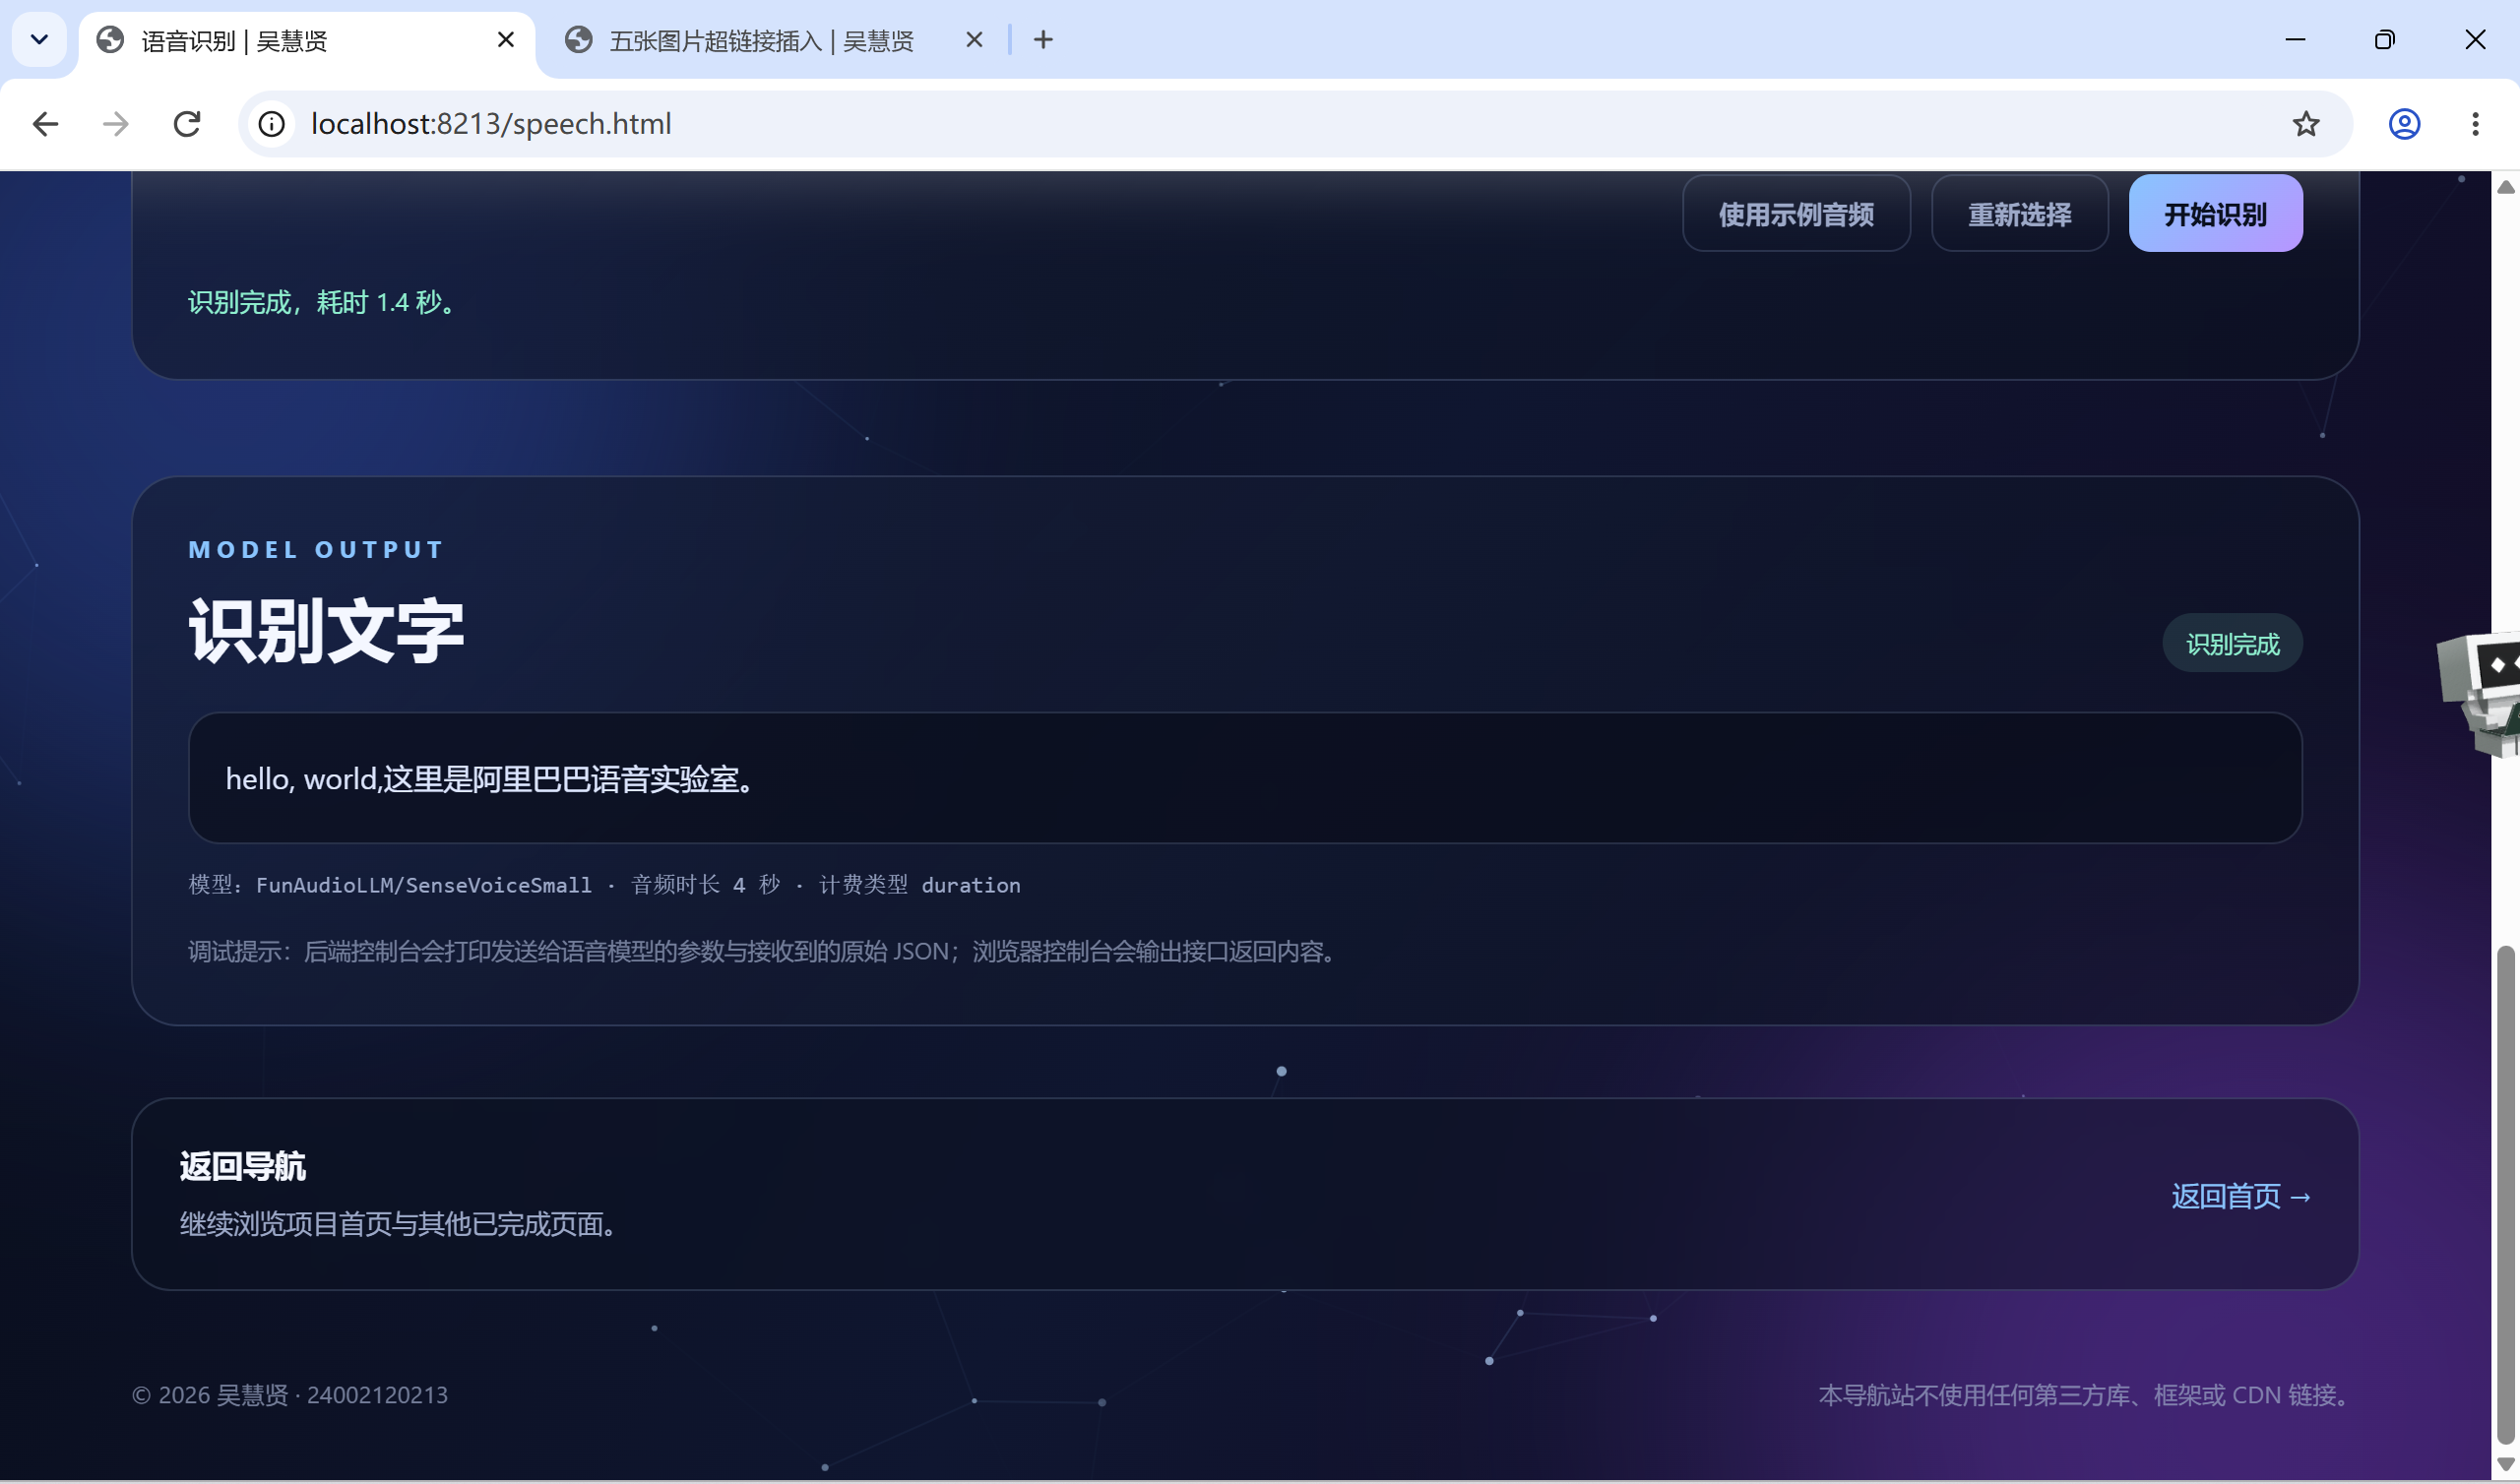 语音识别 | 吴慧贤
五张图片超链接插入 | 吴慧贤
localhost:8213/speech.html
使用示例音频
重新选择
开始识别
识别完成，耗时 1.4 秒。
MODEL OUTPUT
识别文字
识别完成
hello, world,这里是阿里巴巴语音实验室。
模型：FunAudioLLM/SenseVoiceSmall · 音频时长 4 秒 · 计费类型 duration
调试提示：后端控制台会打印发送给语音模型的参数与接收到的原始 JSON；浏览器控制台会输出接口返回内容。
返回导航
继续浏览项目首页与其他已完成页面。
返回首页 →
© 2026 吴慧贤 · 24002120213
本导航站不使用任何第三方库、框架或 CDN 链接。